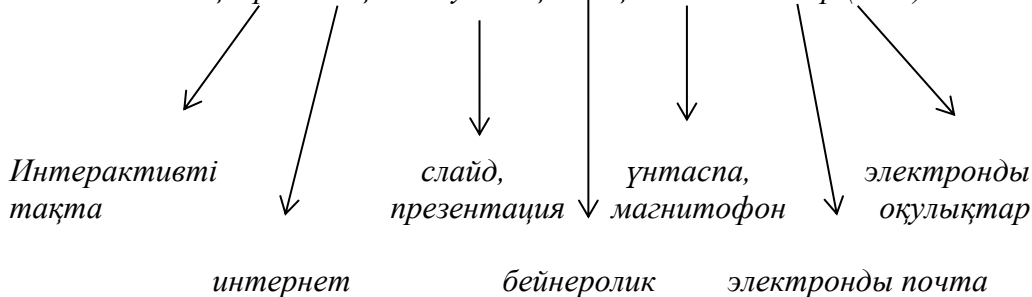 Интерактивті слайд, үнтаспа, электронды
тақта презентация магнитофон оқулықтар
интернет бейнеролик электронды почта